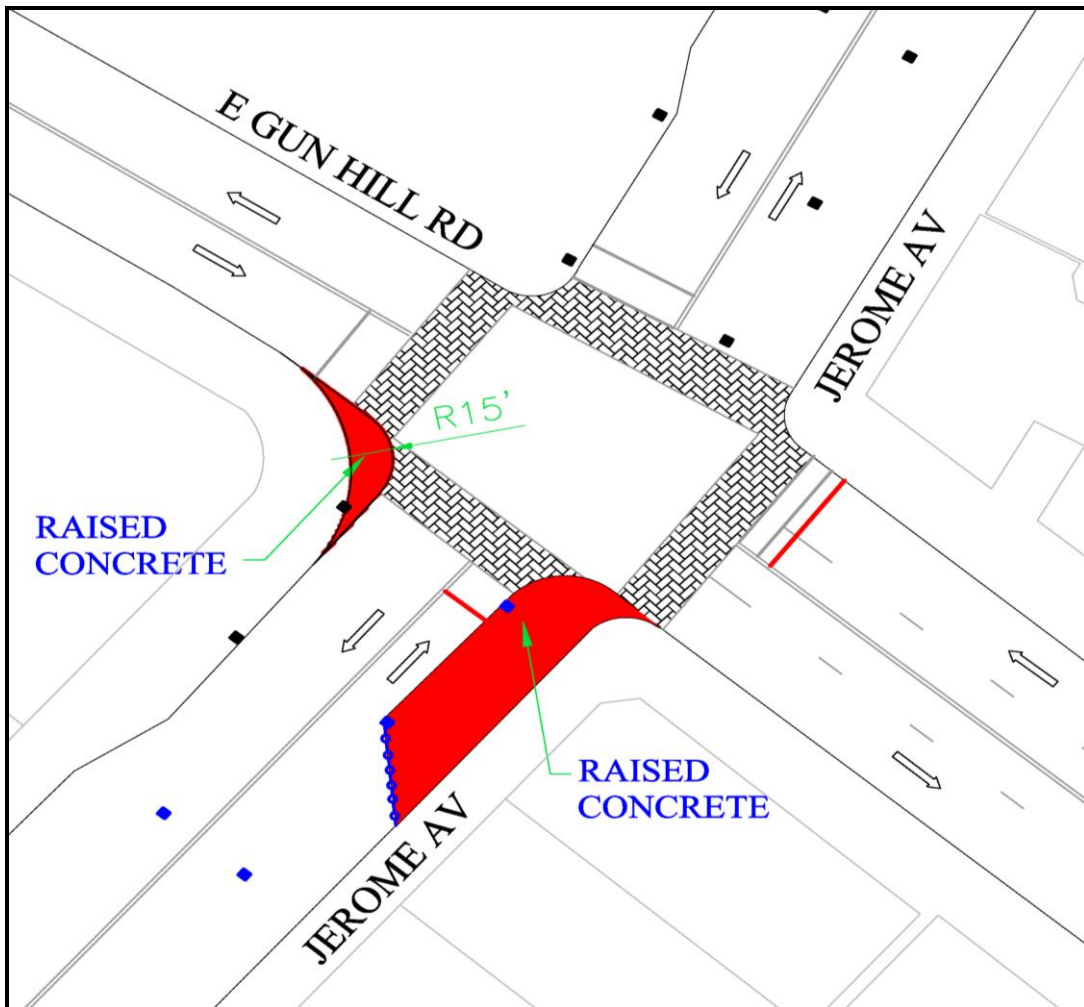 E GUN HILL RD
JEROME AV
R15'
RAISED
CONCRETE
RAISED
CONCRETE
JEROME AV